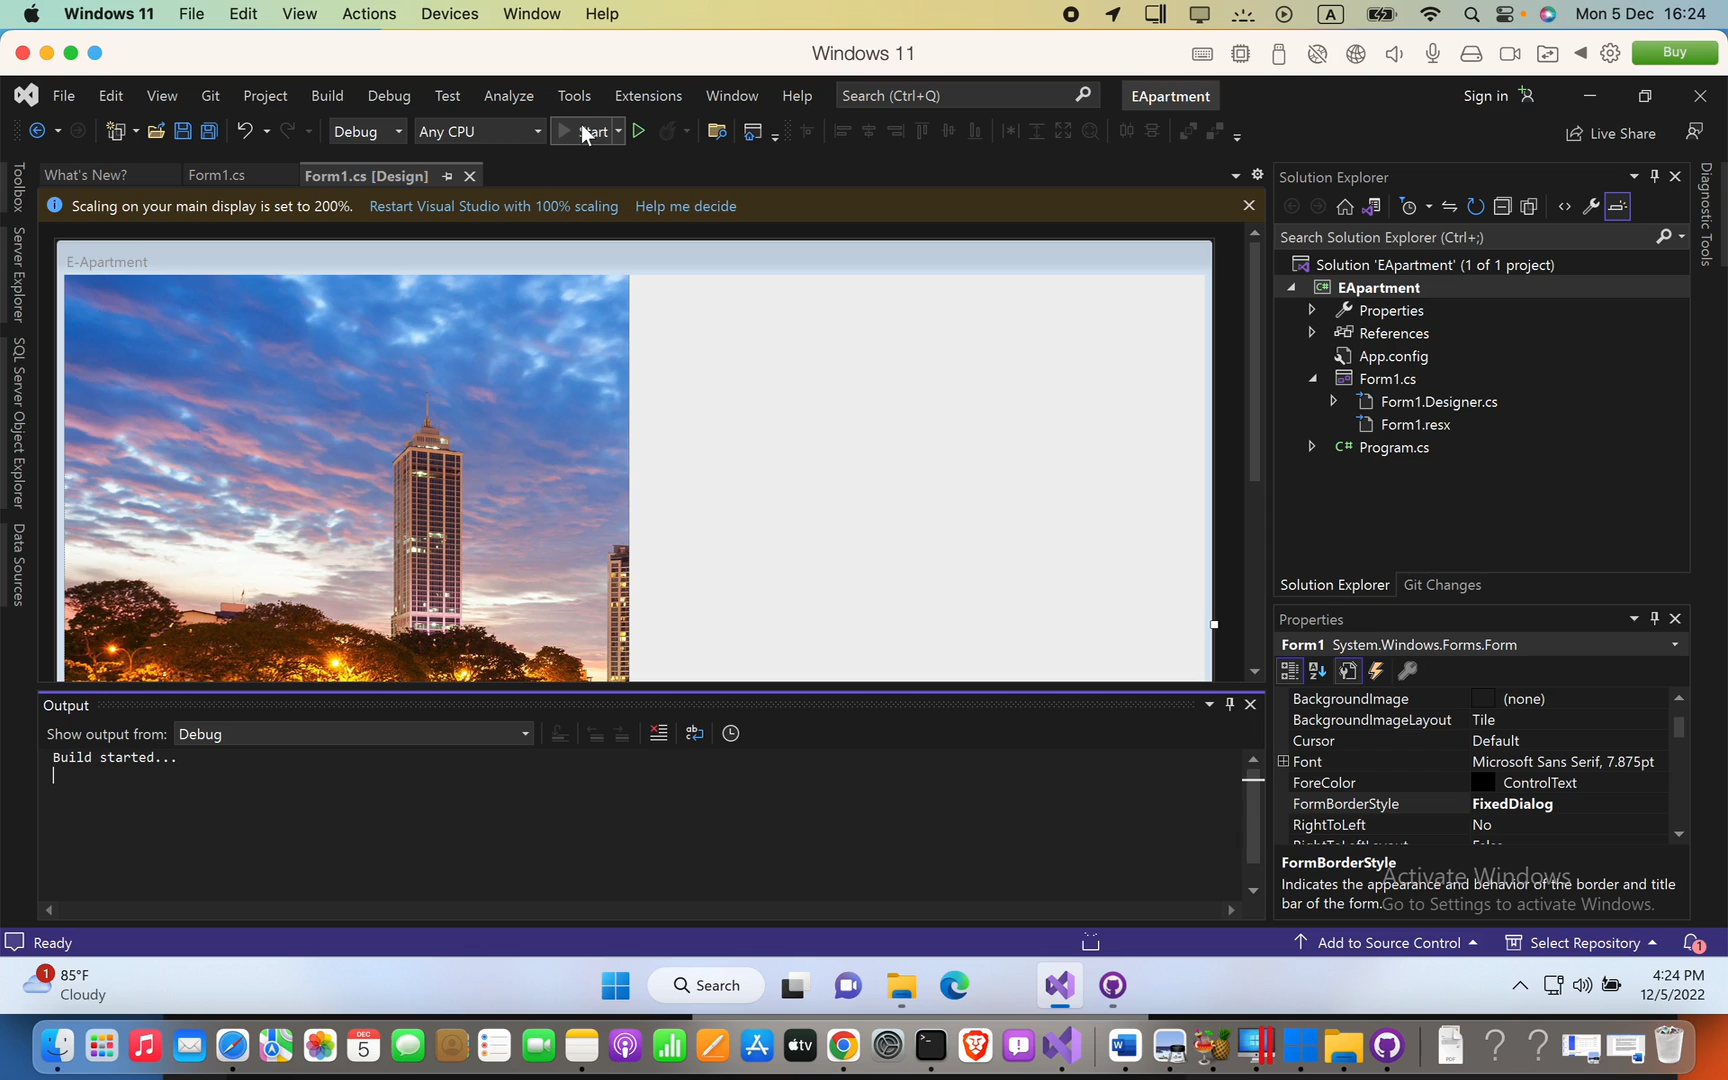 Windows 11 File Edit View Actions Devices Window Help A Mon 5 Dec 16:24
Windows 11 Buy
File Edit View Git Project Build Debug Test Analyze Tools Extensions Window Help Search (Ctrl+Q) EApartment Sign in
Debug Any CPU Live Share
What's New? Form1.cs Form1.cs [Design]
Scaling on your main display is set to 200%. Restart Visual Studio with 100% scaling Help me decide
E-Apartment
Toolbox
Server Explorer
SQL Server Object Explorer
Data Sources
Output
Show output from: Debug
Build started...
Solution Explorer
Search Solution Explorer (Ctrl+;)
Solution 'EApartment' (1 of 1 project)
C# EApartment
Properties
References
App.config
Form1.cs
Form1.Designer.cs
Form1.resx
C# Program.cs
Solution Explorer Git Changes
Diagnostic Tools
Properties
Form1 System.Windows.Forms.Form
BackgroundImage (none)
BackgroundImageLayout Tile
Cursor Default
Font Microsoft Sans Serif, 7.875pt
ForeColor ControlText
FormBorderStyle FixedDialog
RightToLeft No
FormBorderStyle
Indicates the appearance and behavior of the border and title
bar of the form.
Activate Windows
Go to Settings to activate Windows.
Ready Add to Source Control Select Repository 1
1 85°F
Cloudy
Search
4:24 PM
12/5/2022
DEC
5
tv
PDF